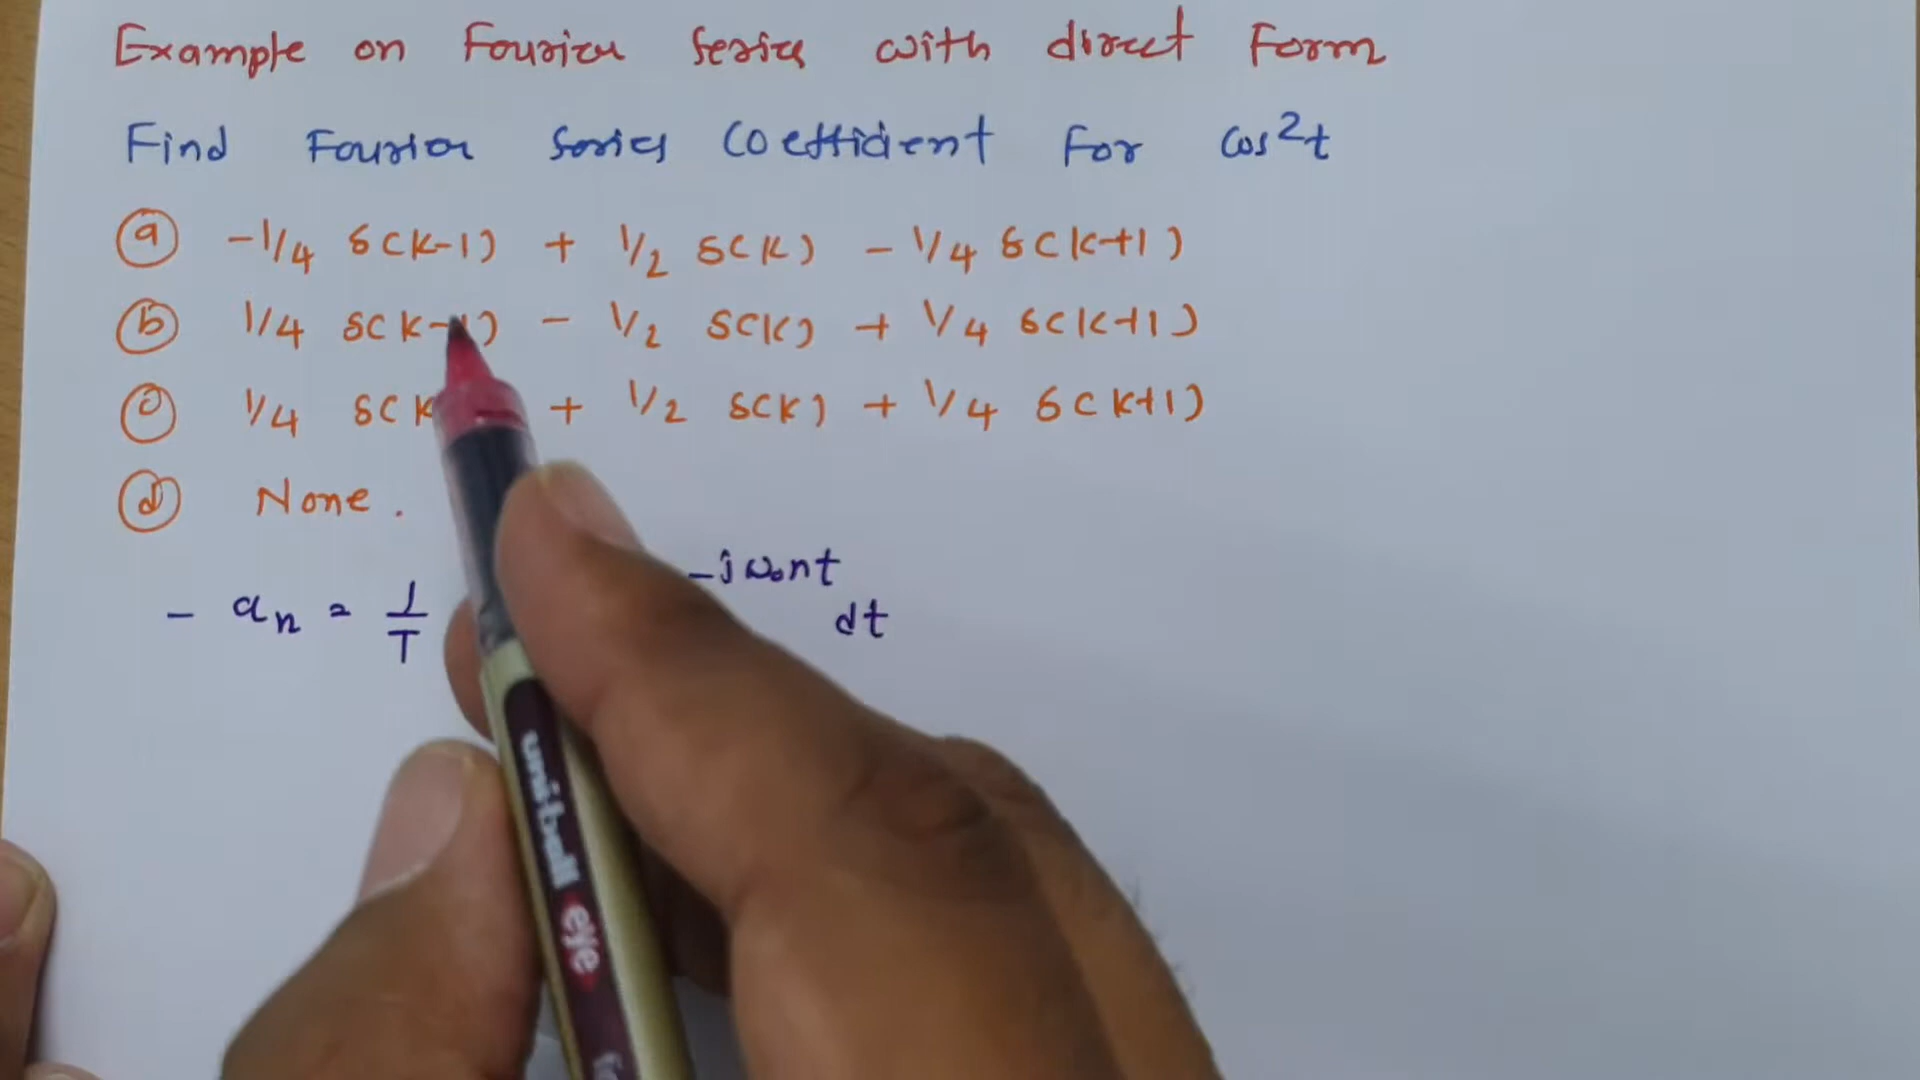 Example on Fourier Series with direct Form
Find Fourier Series Coefficient For cos²t
(a) -1/4 δ(k-1) + 1/2 δ(k) - 1/4 δ(k+1)
(b) 1/4 δ(k-1) - 1/2 δ(k) + 1/4 δ(k+1)
(c) 1/4 δ(k + 1/2 δ(k) + 1/4 δ(k+1)
(d) None.
- aₙ = 1/T -jω₀nt dt
uniball eye